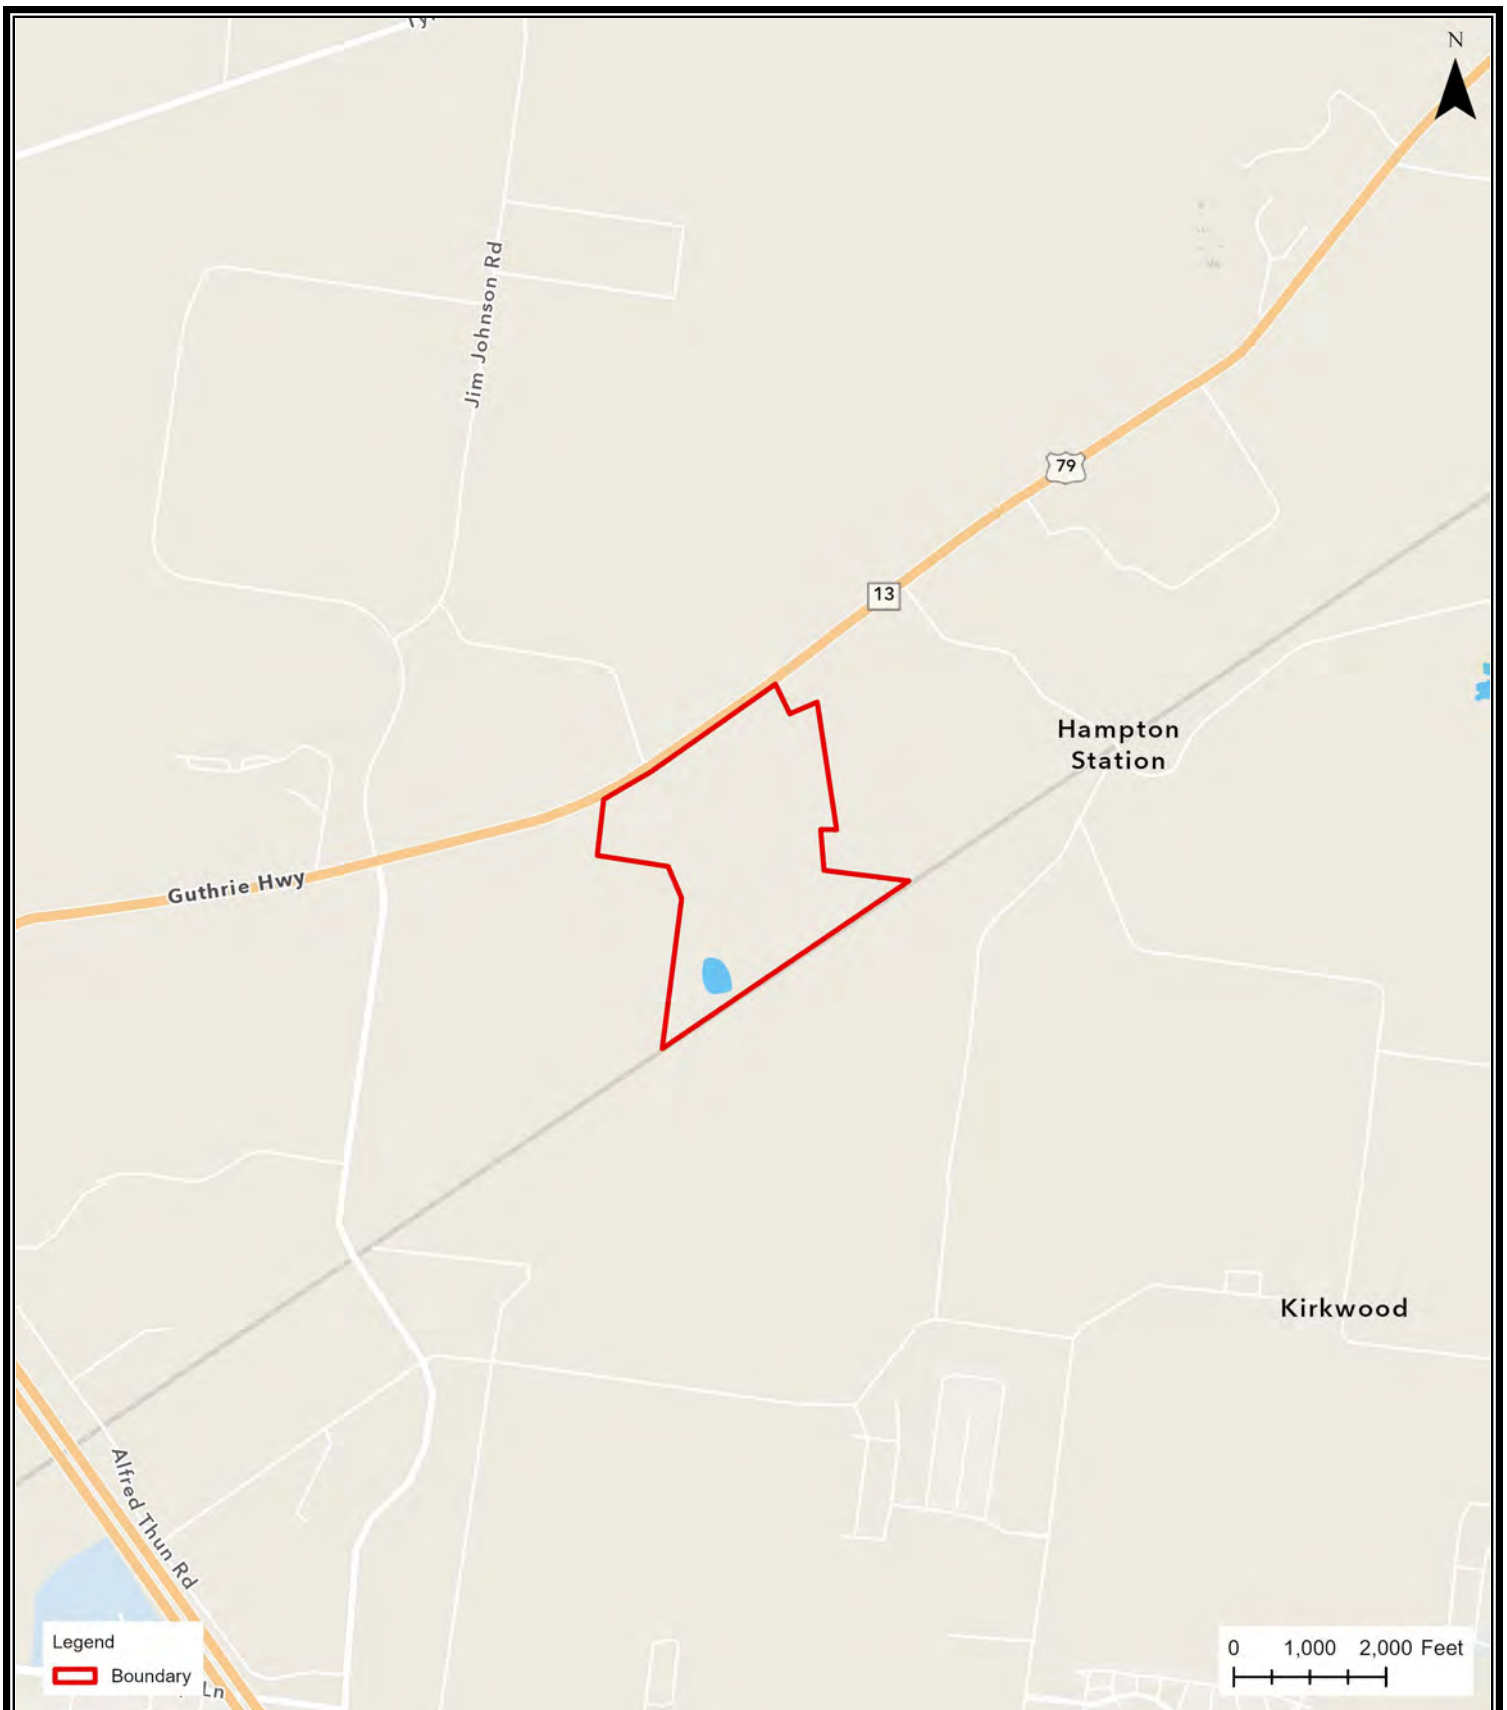 N
Jim Johnson Rd
79
13
Hampton
Station
Guthrie Hwy
Kirkwood
Alfred Thun Rd
Legend
Boundary
Ln
0 1,000 2,000 Feet